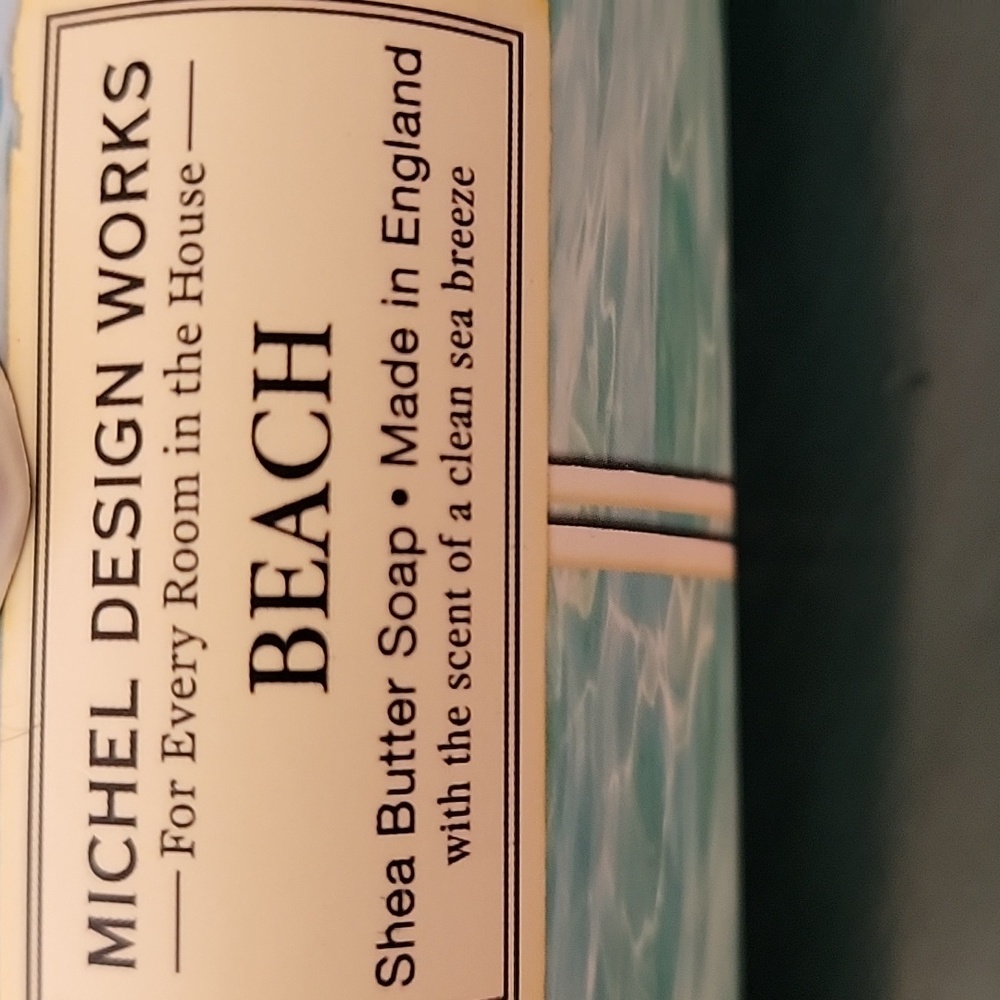 MICHEL DESIGN WORKS
For Every Room in the House
BEACH
Shea Butter Soap • Made in England
with the scent of a clean sea breeze